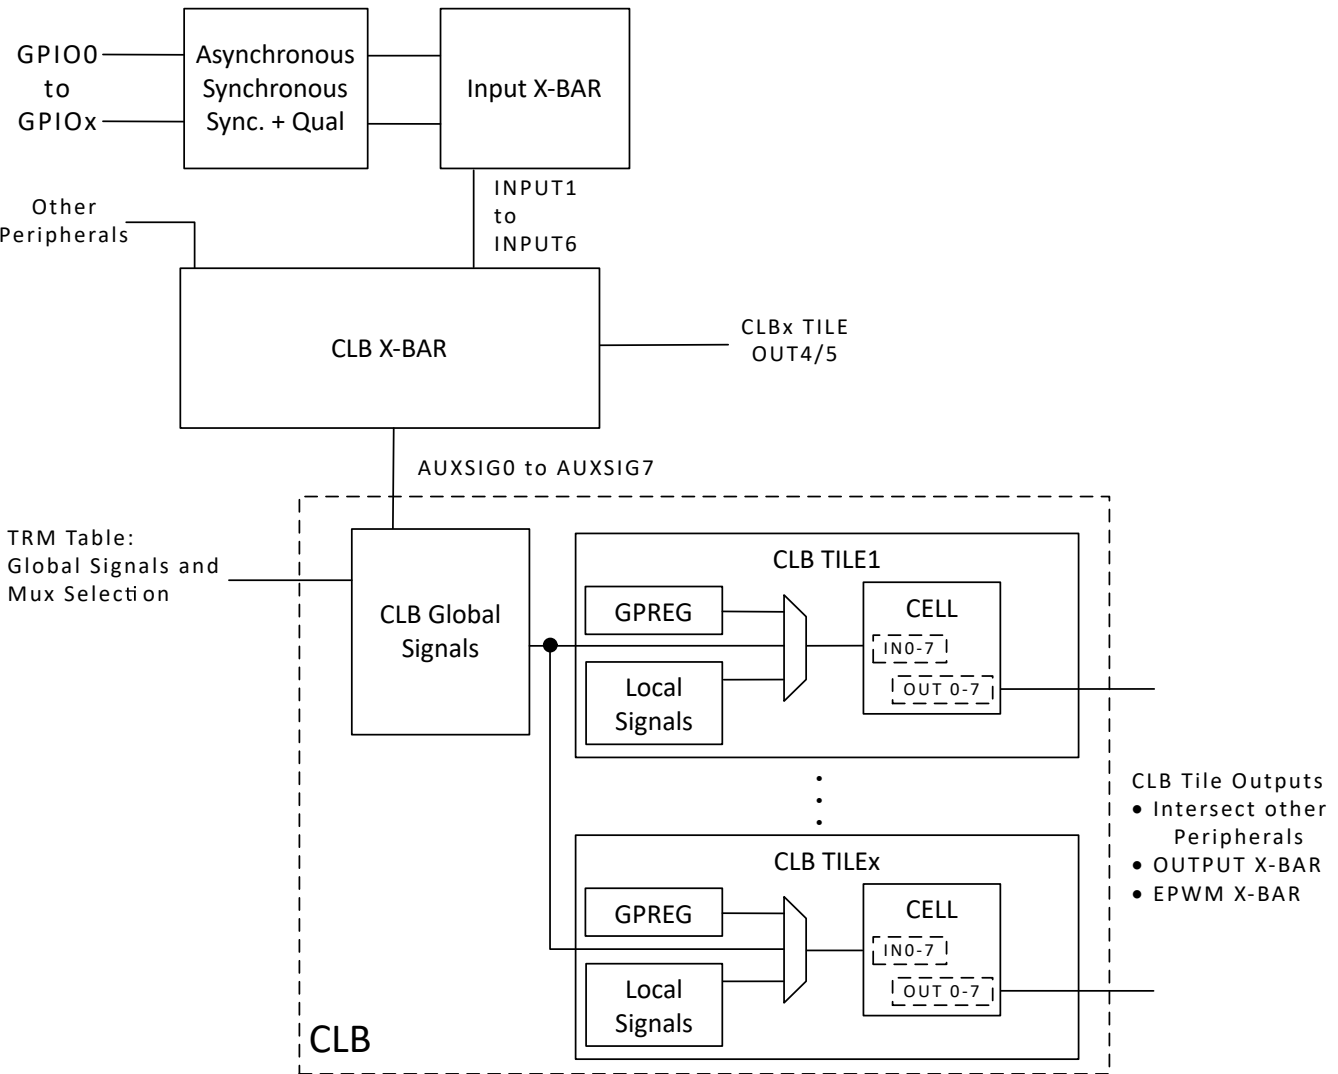 GPIO0
to
GPIOx
Asynchronous
Synchronous
Sync. + Qual
Input X-BAR
INPUT1
to
INPUT6
Other
Peripherals
CLB X-BAR
CLBx TILE
OUT4/5
AUXSIG0 to AUXSIG7
TRM Table:
Global Signals and
Mux Selection
CLB Global
Signals
CLB TILE1
GPREG
Local
Signals
CELL
IN0-7
OUT 0-7
CLB TILEx
GPREG
Local
Signals
CELL
IN0-7
OUT 0-7
CLB Tile Outputs
• Intersect other
Peripherals
• OUTPUT X-BAR
• EPWM X-BAR
CLB